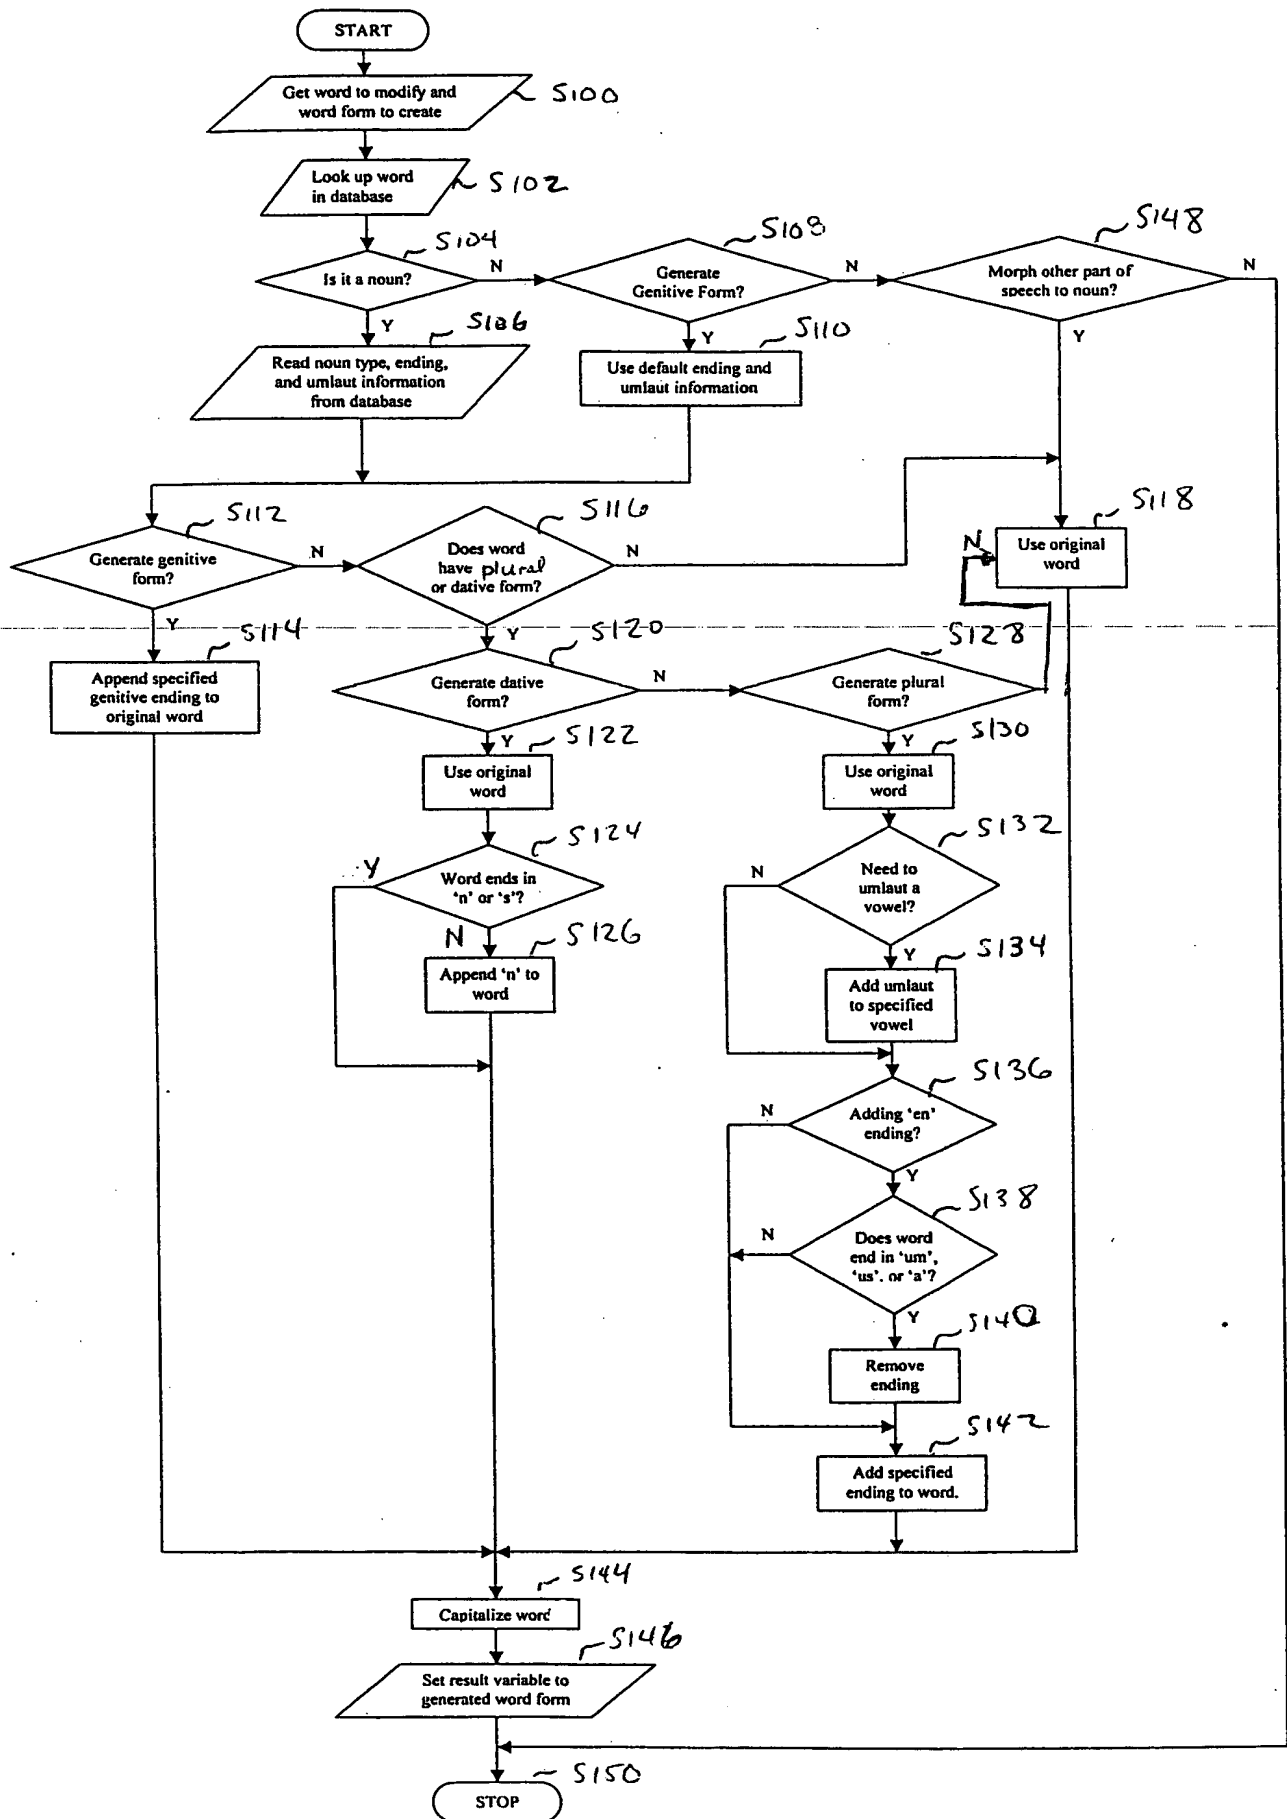 START
Get word to modify and
word form to create
S100
Look up word
in database
S102
S104
Is it a noun?
N
Y
S108
Generate
Genitive Form?
N
Y
S148
Morph other part of
speech to noun?
N
Y
S106
Read noun type, ending,
and umlaut information
from database
S110
Use default ending and
umlaut information
S112
Generate genitive
form?
N
Y
S116
Does word
have plural
or dative form?
N
Y
S118
Use original
word
N
S114
Append specified
genitive ending to
original word
S120
Generate dative
form?
N
Y
S128
Generate plural
form?
Y
S122
Use original
word
S130
Use original
word
S124
Word ends in
'n' or 's'?
Y
N
S132
Need to
umlaut a
vowel?
N
Y
S126
Append 'n' to
word
S134
Add umlaut
to specified
vowel
S136
Adding 'en'
ending?
N
Y
S138
Does word
end in 'um',
'us'. or 'a'?
N
Y
S140
Remove
ending
S142
Add specified
ending to word.
S144
Capitalize word
S146
Set result variable to
generated word form
S150
STOP